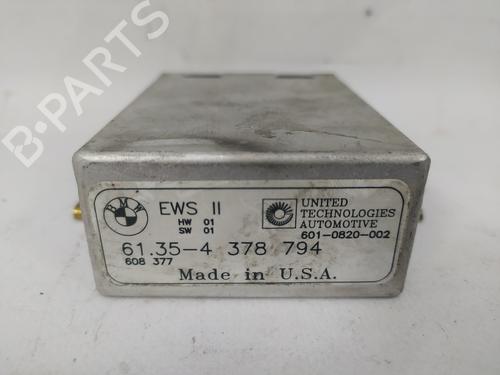 B-PARTS
BMW
EWS II
HW 01
SW 01
UNITED
TECHNOLOGIES
AUTOMOTIVE
601-0820-002
61.35-4 378 794
608 377
Made in U.S.A.